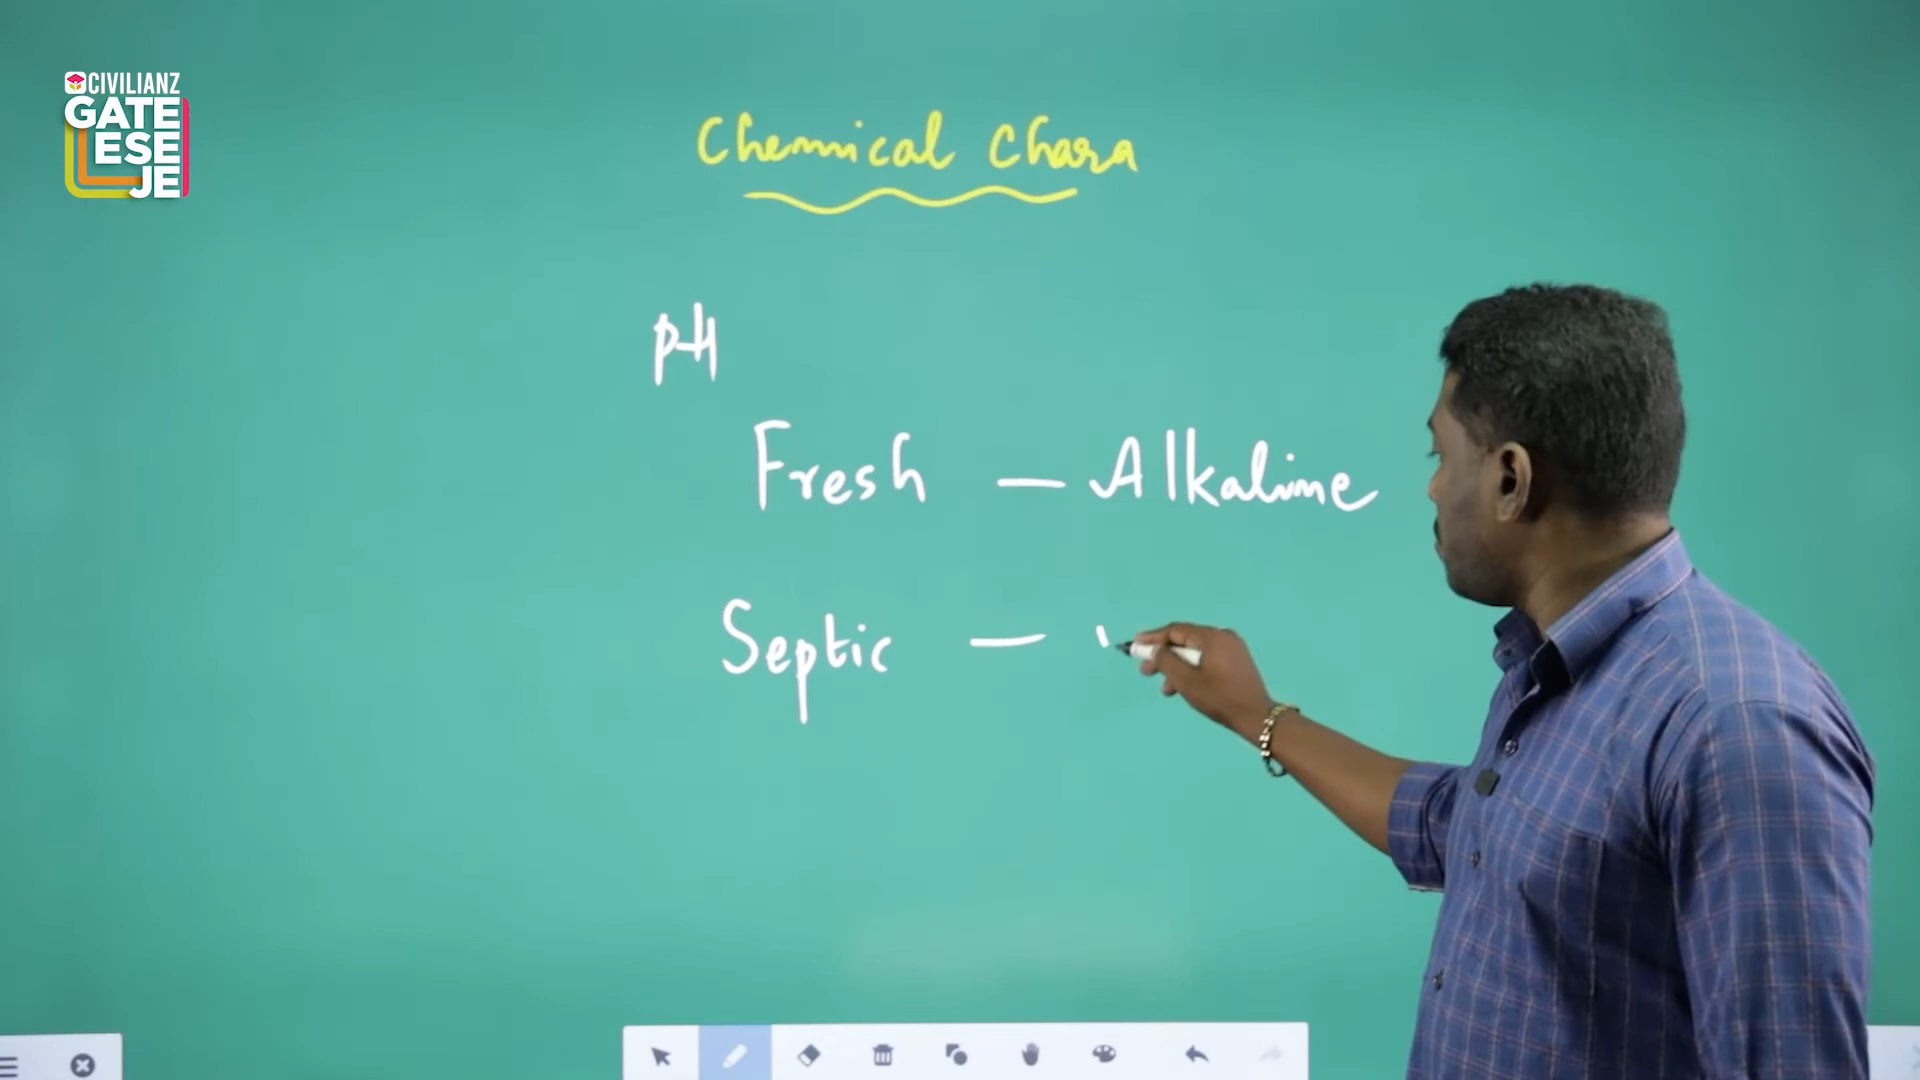 CIVILIANZ
GATE
ESE
JE
Chemical Chara
pH
Fresh — Alkaline
Septic —